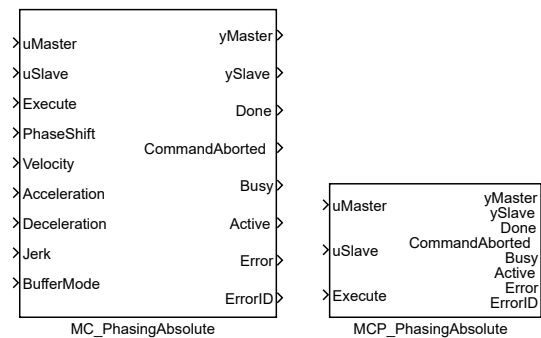 uMaster
uSlave
Execute
PhaseShift
Velocity
Acceleration
Deceleration
Jerk
BufferMode
yMaster
ySlave
Done
CommandAborted
Busy
Active
Error
ErrorID
MC_PhasingAbsolute
uMaster
uSlave
Execute
yMaster
ySlave
Done
CommandAborted
Busy
Active
Error
ErrorID
MCP_PhasingAbsolute